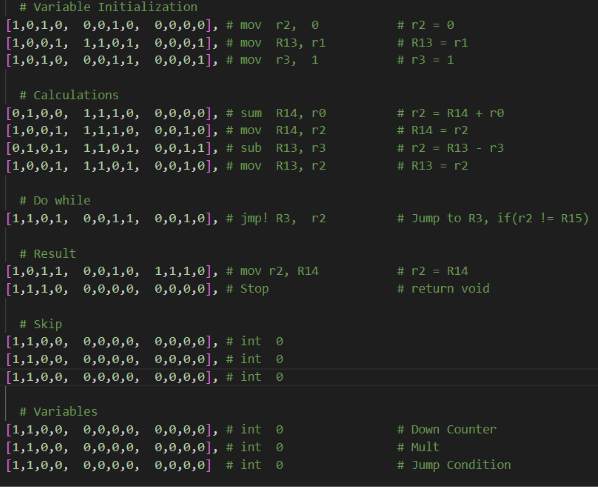 # Variable Initialization
[1,0,1,0,  0,0,1,0,  0,0,0,0], # mov  r2,  0           # r2 = 0
[1,0,0,1,  1,1,0,1,  0,0,0,1], # mov  R13, r1          # R13 = r1
[1,0,1,0,  0,0,1,1,  0,0,0,1], # mov  r3,  1           # r3 = 1
# Calculations
[0,1,0,0,  1,1,1,0,  0,0,0,0], # sum  R14, r0          # r2 = R14 + r0
[1,0,0,1,  1,1,1,0,  0,0,1,0], # mov  R14, r2          # R14 = r2
[0,1,0,1,  1,1,0,1,  0,0,1,1], # sub  R13, r3          # r2 = R13 - r3
[1,0,0,1,  1,1,0,1,  0,0,1,0], # mov  R13, r2          # R13 = r2
# Do while
[1,1,0,1,  0,0,1,1,  0,0,1,0], # jmp! R3,  r2          # Jump to R3, if(r2 != R15)
# Result
[1,0,1,1,  0,0,1,0,  1,1,1,0], # mov r2, R14           # r2 = R14
[1,1,1,0,  0,0,0,0,  0,0,0,0], # Stop                  # return void
# Skip
[1,1,0,0,  0,0,0,0,  0,0,0,0], # int  0
[1,1,0,0,  0,0,0,0,  0,0,0,0], # int  0
[1,1,0,0,  0,0,0,0,  0,0,0,0], # int  0
# Variables
[1,1,0,0,  0,0,0,0,  0,0,0,0], # int  0                # Down Counter
[1,1,0,0,  0,0,0,0,  0,0,0,0], # int  0                # Mult
[1,1,0,0,  0,0,0,0,  0,0,0,0], # int  0                # Jump Condition